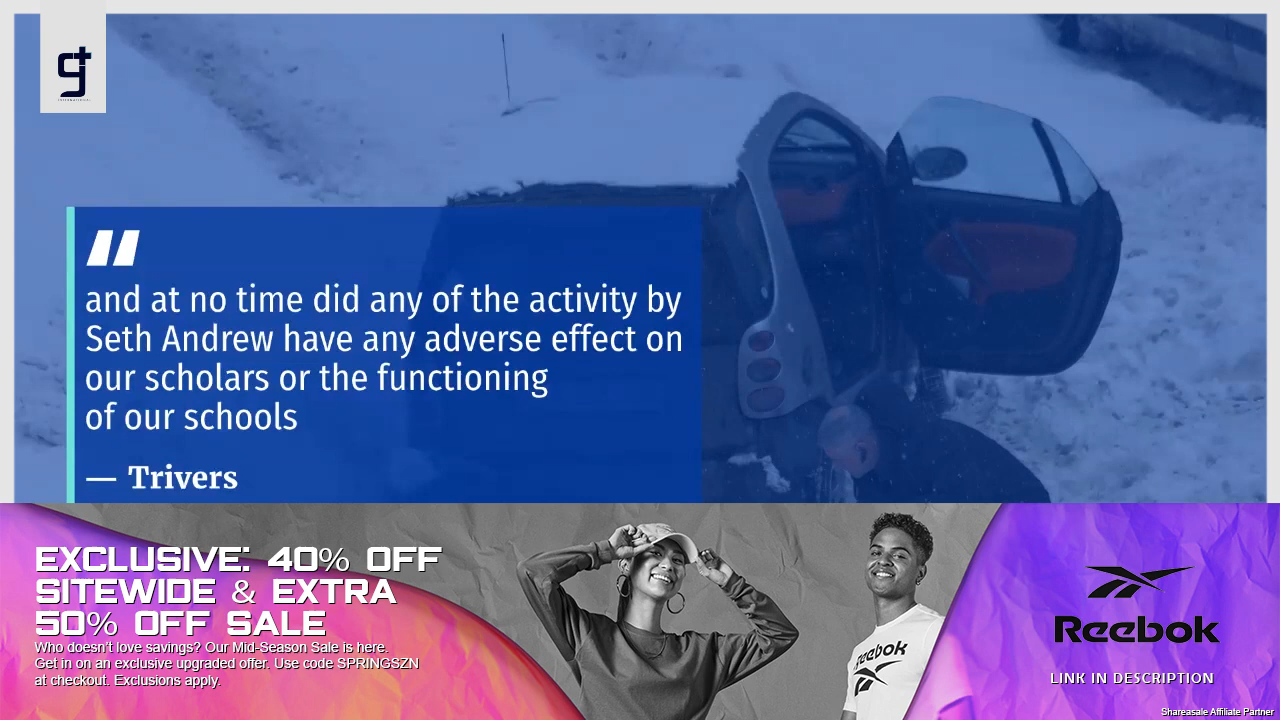 gt
"
and at no time did any of the activity by
Seth Andrew have any adverse effect on
our scholars or the functioning
of our schools
— Trivers
EXCLUSIVE: 40% OFF
SITEWIDE & EXTRA
50% OFF SALE
Who doesn't love savings? Our Mid-Season Sale is here.
Get in on an exclusive upgraded offer. Use code SPRINGSZN
at checkout. Exclusions apply.
Reebok
Reebok
LINK IN DESCRIPTION
Shareasale Affiliate Partner